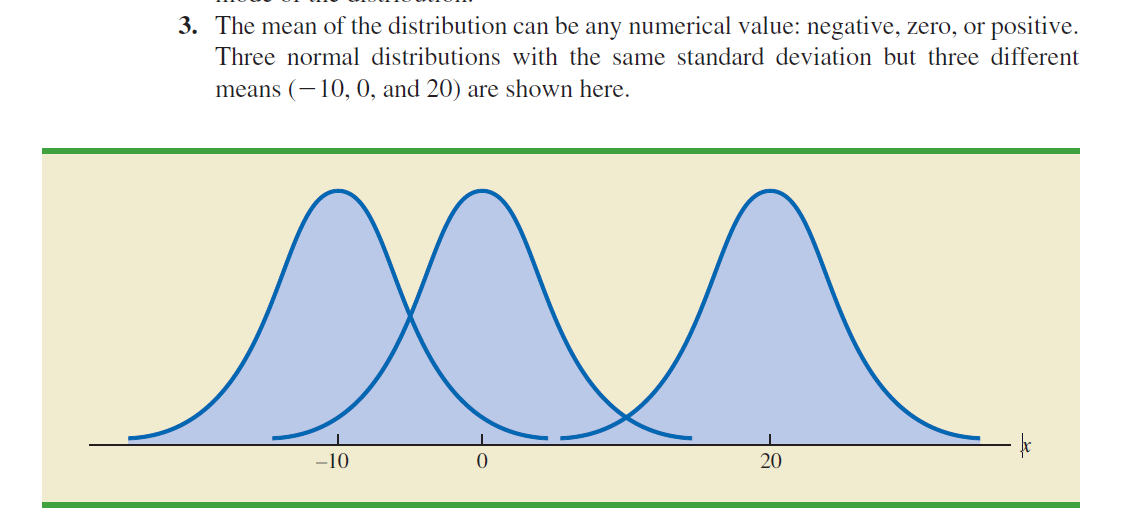 3. The mean of the distribution can be any numerical value: negative, zero, or positive.
Three normal distributions with the same standard deviation but three different
means (−10, 0, and 20) are shown here.
–10 0 20 x